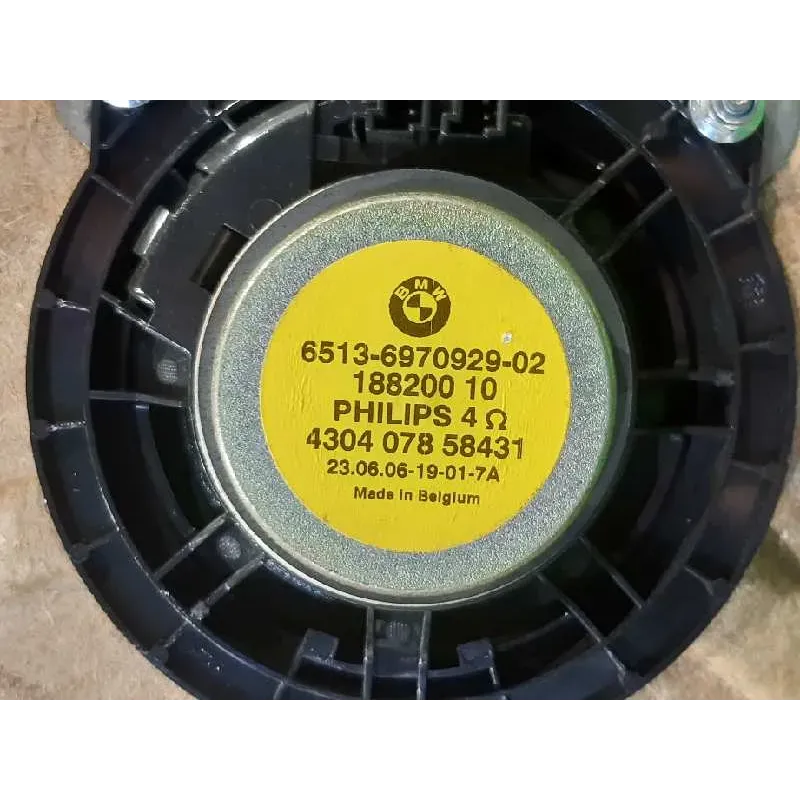 BMW
6513-6970929-02
188200 10
PHILIPS 4 Ω
4304 078 58431
23.06.06-19-01-7A
Made in Belgium